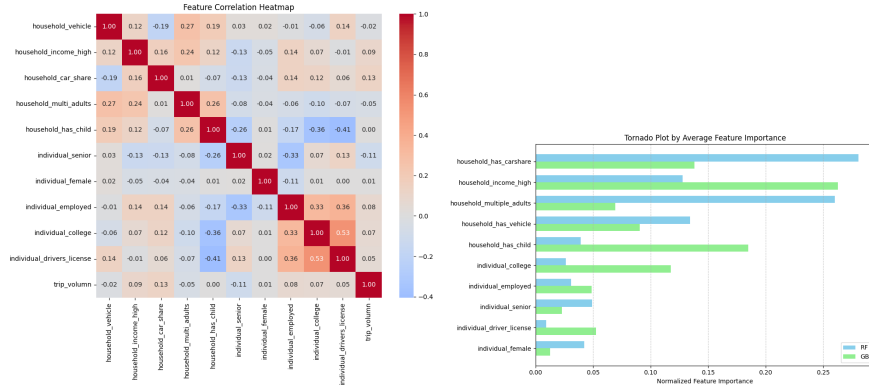 Feature Correlation Heatmap
household_vehicle 1.00 0.12 -0.19 0.27 0.19 0.03 0.02 -0.01 -0.06 0.14 -0.02
household_income_high 0.12 1.00 0.16 0.24 0.12 -0.13 -0.05 0.14 0.07 -0.01 0.09
household_car_share -0.19 0.16 1.00 0.01 -0.07 -0.13 -0.04 0.14 0.12 0.06 0.13
household_multi_adults 0.27 0.24 0.01 1.00 0.26 -0.08 -0.04 -0.06 -0.10 -0.07 -0.05
household_has_child 0.19 0.12 -0.07 0.26 1.00 -0.26 0.01 -0.17 -0.36 -0.41 0.00
individual_senior 0.03 -0.13 -0.13 -0.08 -0.26 1.00 0.02 -0.33 0.07 0.13 -0.11
individual_female 0.02 -0.05 -0.04 -0.04 0.01 0.02 1.00 -0.11 0.01 0.00 0.01
individual_employed -0.01 0.14 0.14 -0.06 -0.17 -0.33 -0.11 1.00 0.33 0.36 0.08
individual_college -0.06 0.07 0.12 -0.10 -0.36 0.07 0.01 0.33 1.00 0.53 0.07
individual_drivers_license 0.14 -0.01 0.06 -0.07 -0.41 0.13 0.00 0.36 0.53 1.00 0.05
trip_volumn -0.02 0.09 0.13 -0.05 0.00 -0.11 0.01 0.08 0.07 0.05 1.00
household_vehicle
household_income_high
household_car_share
household_multi_adults
household_has_child
individual_senior
individual_female
individual_employed
individual_college
individual_drivers_license
trip_volumn
1.0
0.8
0.6
0.4
0.2
0.0
−0.2
−0.4
Tornado Plot by Average Feature Importance
household_has_carshare
household_income_high
household_multiple_adults
household_has_vehicle
household_has_child
individual_college
individual_employed
individual_senior
individual_driver_license
individual_female
RF
GB
0.00 0.05 0.10 0.15 0.20 0.25
Normalized Feature Importance